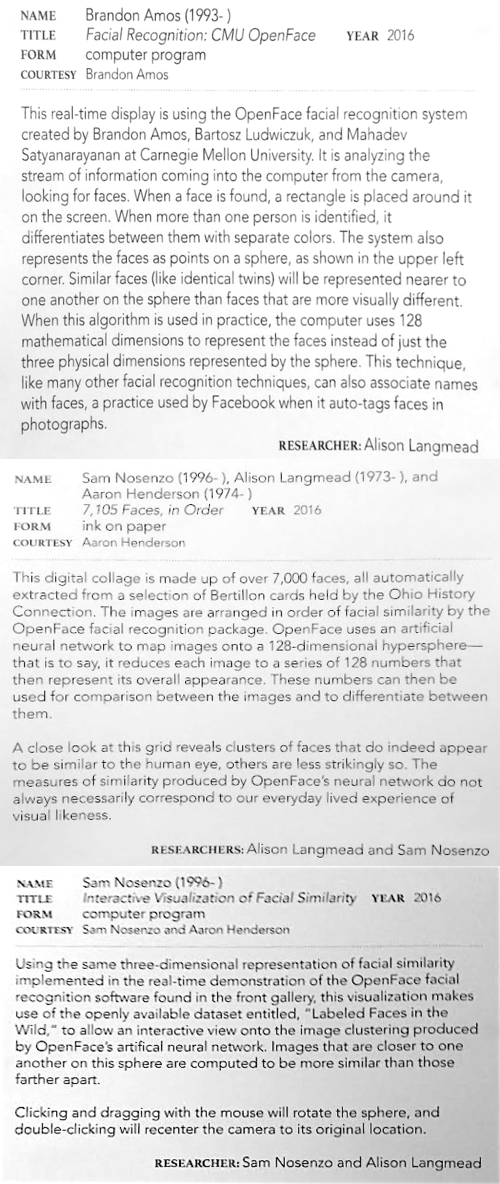 NAME Brandon Amos (1993- )
TITLE Facial Recognition: CMU OpenFace YEAR 2016
FORM computer program
COURTESY Brandon Amos
This real-time display is using the OpenFace facial recognition system
created by Brandon Amos, Bartosz Ludwiczuk, and Mahadev
Satyanarayanan at Carnegie Mellon University. It is analyzing the
stream of information coming into the computer from the camera,
looking for faces. When a face is found, a rectangle is placed around it
on the screen. When more than one person is identified, it
differentiates between them with separate colors. The system also
represents the faces as points on a sphere, as shown in the upper left
corner. Similar faces (like identical twins) will be represented nearer to
one another on the sphere than faces that are more visually different.
When this algorithm is used in practice, the computer uses 128
mathematical dimensions to represent the faces instead of just the
three physical dimensions represented by the sphere. This technique,
like many other facial recognition techniques, can also associate names
with faces, a practice used by Facebook when it auto-tags faces in
photographs.
RESEARCHER: Alison Langmead
NAME Sam Nosenzo (1996- ), Alison Langmead (1973- ), and
Aaron Henderson (1974- )
TITLE 7,105 Faces, in Order YEAR 2016
FORM ink on paper
COURTESY Aaron Henderson
This digital collage is made up of over 7,000 faces, all automatically
extracted from a selection of Bertillon cards held by the Ohio History
Connection. The images are arranged in order of facial similarity by the
OpenFace facial recognition package. OpenFace uses an artificial
neural network to map images onto a 128-dimensional hypersphere—
that is to say, it reduces each image to a series of 128 numbers that
then represent its overall appearance. These numbers can then be
used for comparison between the images and to differentiate between
them.
A close look at this grid reveals clusters of faces that do indeed appear
to be similar to the human eye, others are less strikingly so. The
measures of similarity produced by OpenFace's neural network do not
always necessarily correspond to our everyday lived experience of
visual likeness.
RESEARCHERS: Alison Langmead and Sam Nosenzo
NAME Sam Nosenzo (1996- )
TITLE Interactive Visualization of Facial Similarity YEAR 2016
FORM computer program
COURTESY Sam Nosenzo and Aaron Henderson
Using the same three-dimensional representation of facial similarity
implemented in the real-time demonstration of the OpenFace facial
recognition software found in the front gallery, this visualization makes
use of the openly available dataset entitled, "Labeled Faces in the
Wild," to allow an interactive view onto the image clustering produced
by OpenFace's artifical neural network. Images that are closer to one
another on this sphere are computed to be more similar than those
farther apart.
Clicking and dragging with the mouse will rotate the sphere, and
double-clicking will recenter the camera to its original location.
RESEARCHER: Sam Nosenzo and Alison Langmead